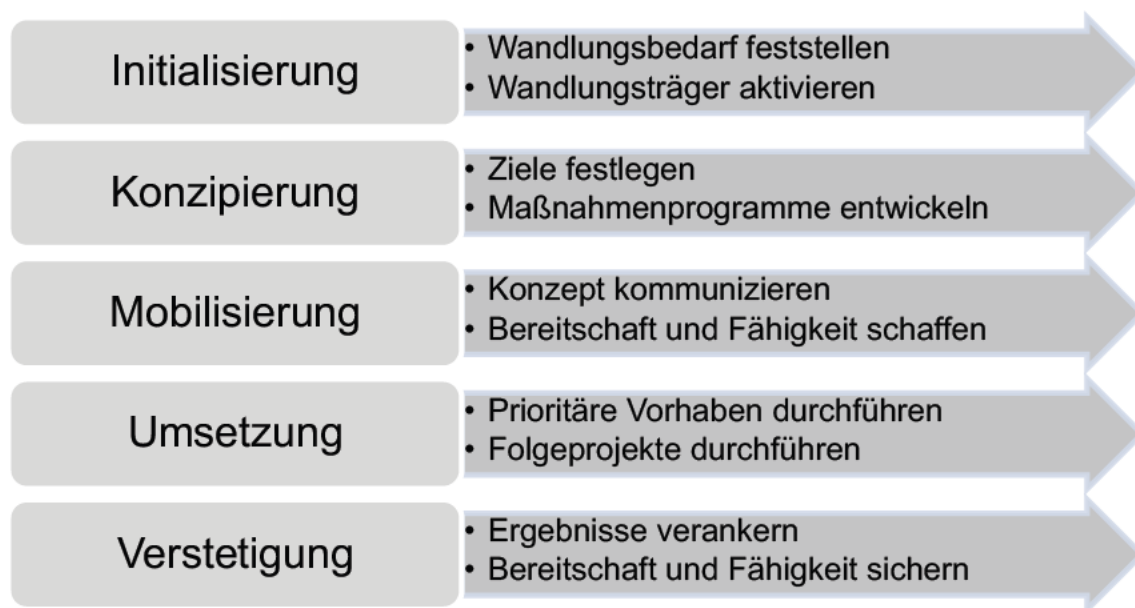 Initialisierung
• Wandlungsbedarf feststellen
• Wandlungsträger aktivieren
Konzipierung
• Ziele festlegen
• Maßnahmenprogramme entwickeln
Mobilisierung
• Konzept kommunizieren
• Bereitschaft und Fähigkeit schaffen
Umsetzung
• Prioritäre Vorhaben durchführen
• Folgeprojekte durchführen
Verstetigung
• Ergebnisse verankern
• Bereitschaft und Fähigkeit sichern